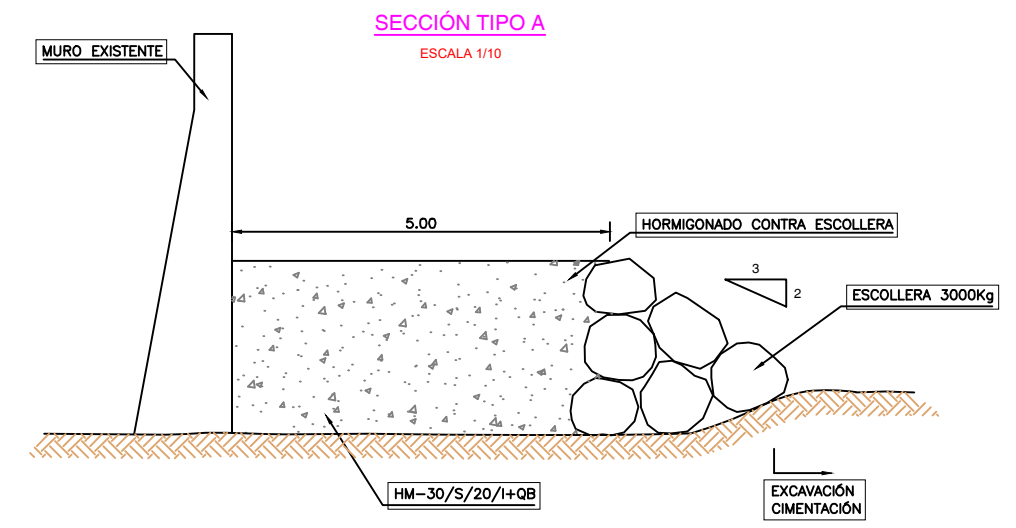 SECCIÓN TIPO A
ESCALA 1/10
MURO EXISTENTE
5.00
HORMIGONADO CONTRA ESCOLLERA
3
2
ESCOLLERA 3000Kg
HM-30/S/20/I+QB
EXCAVACIÓN
CIMENTACIÓN